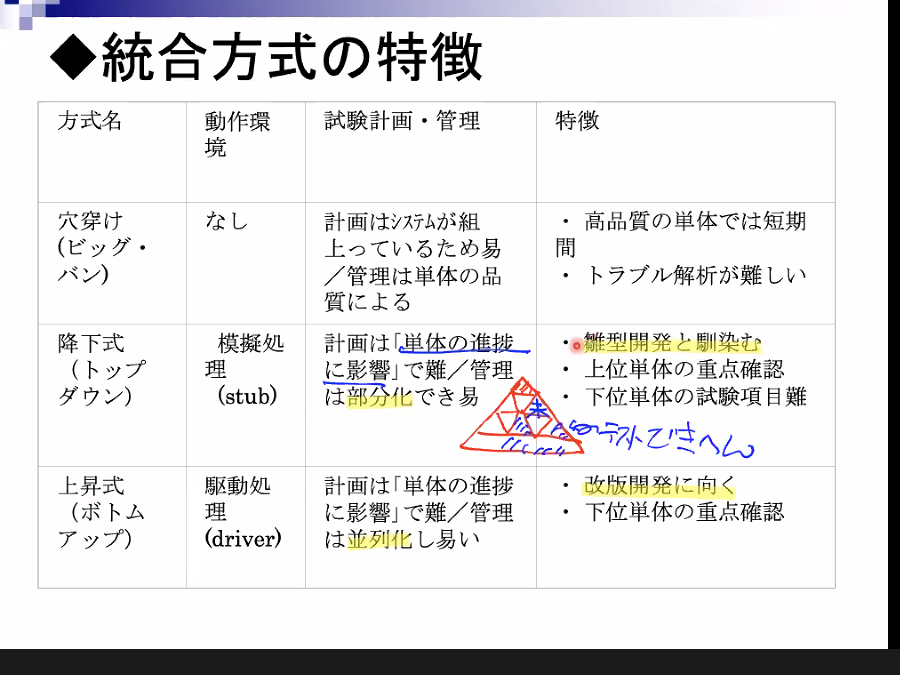 ◆統合方式の特徴
方式名
動作環
境
試験計画・管理
特徴
穴穿け
(ビッグ・
バン)
なし
計画はｼｽﾃﾑが組
上っているため易
／管理は単体の品
質による
・ 高品質の単体では短期
間
・ トラブル解析が難しい
降下式
（トップ
ダウン）
模擬処
理
（stub)
計画は｢単体の進捗
に影響｣で難／管理
は部分化でき易
・ 雛型開発と馴染む
・ 上位単体の重点確認
・ 下位単体の試験項目難
テストできへん
上昇式
（ボトム
アップ）
駆動処
理
(driver)
計画は｢単体の進捗
に影響｣で難／管理
は並列化し易い
・ 改版開発に向く
・ 下位単体の重点確認